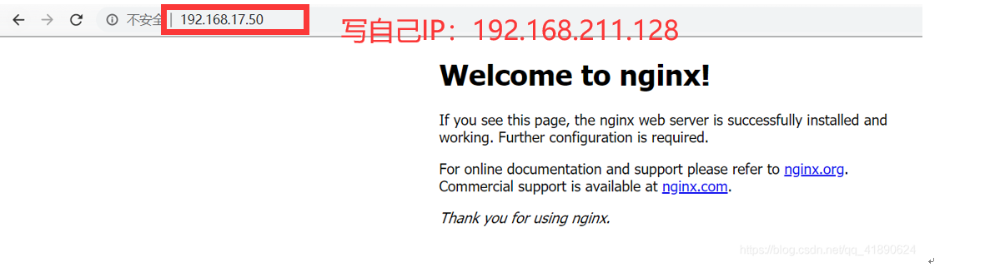 不安全 | 192.168.17.50
写自己IP：192.168.211.128
Welcome to nginx!
If you see this page, the nginx web server is successfully installed and
working. Further configuration is required.
For online documentation and support please refer to nginx.org.
Commercial support is available at nginx.com.
Thank you for using nginx.
https://blog.csdn.net/qq_41890624